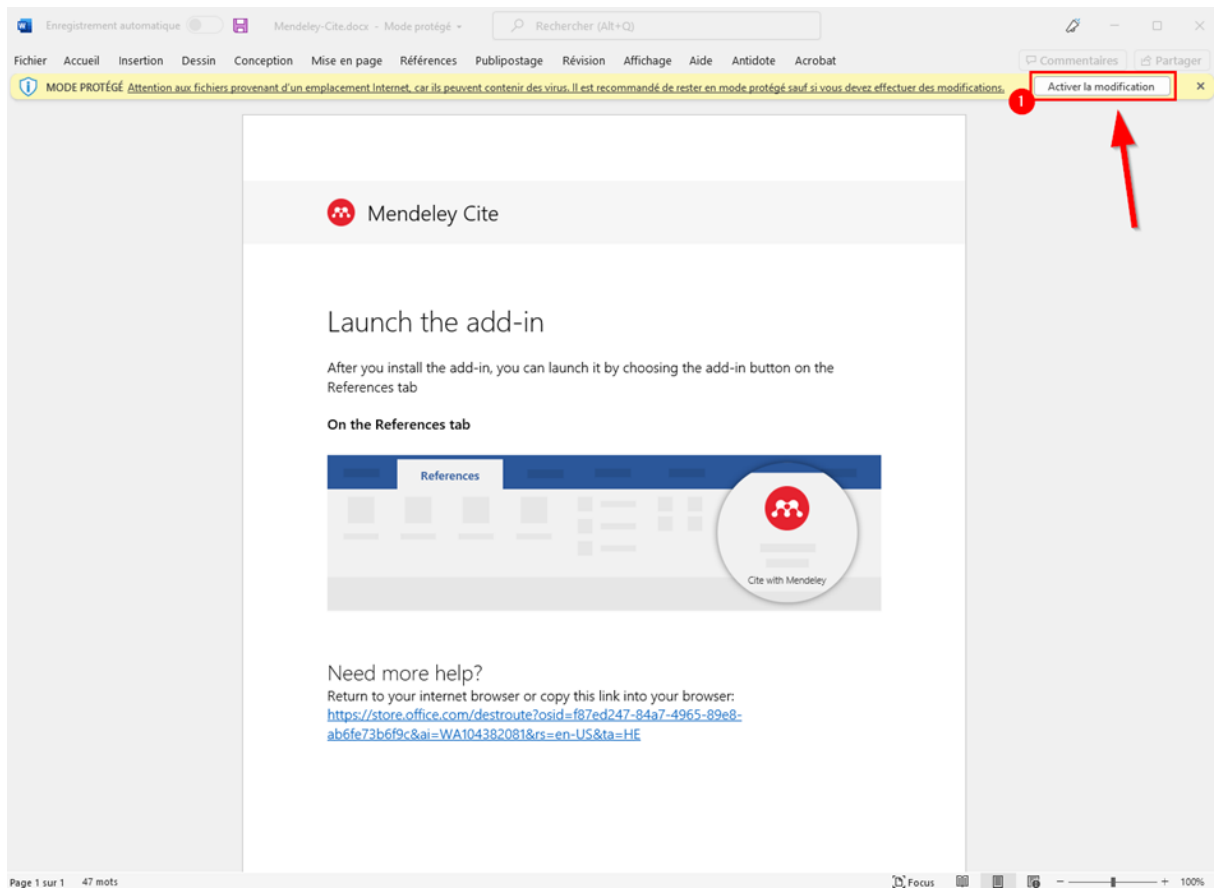 Enregistrement automatique Mendeley-Cite.docx - Mode protégé Rechercher (Alt+Q)
Fichier Accueil Insertion Dessin Conception Mise en page Références Publipostage Révision Affichage Aide Antidote Acrobat Commentaires Partager
MODE PROTÉGÉ Attention aux fichiers provenant d'un emplacement Internet, car ils peuvent contenir des virus. Il est recommandé de rester en mode protégé sauf si vous devez effectuer des modifications. Activer la modification
1
Mendeley Cite
Launch the add-in
After you install the add-in, you can launch it by choosing the add-in button on the
References tab
On the References tab
References
Cite with Mendeley
Need more help?
Return to your internet browser or copy this link into your browser:
https://store.office.com/destroute?osid=f87ed247-84a7-4965-89e8-
ab6fe73b6f9c&ai=WA104382081&rs=en-US&ta=HE
Page 1 sur 1 47 mots Focus 100%